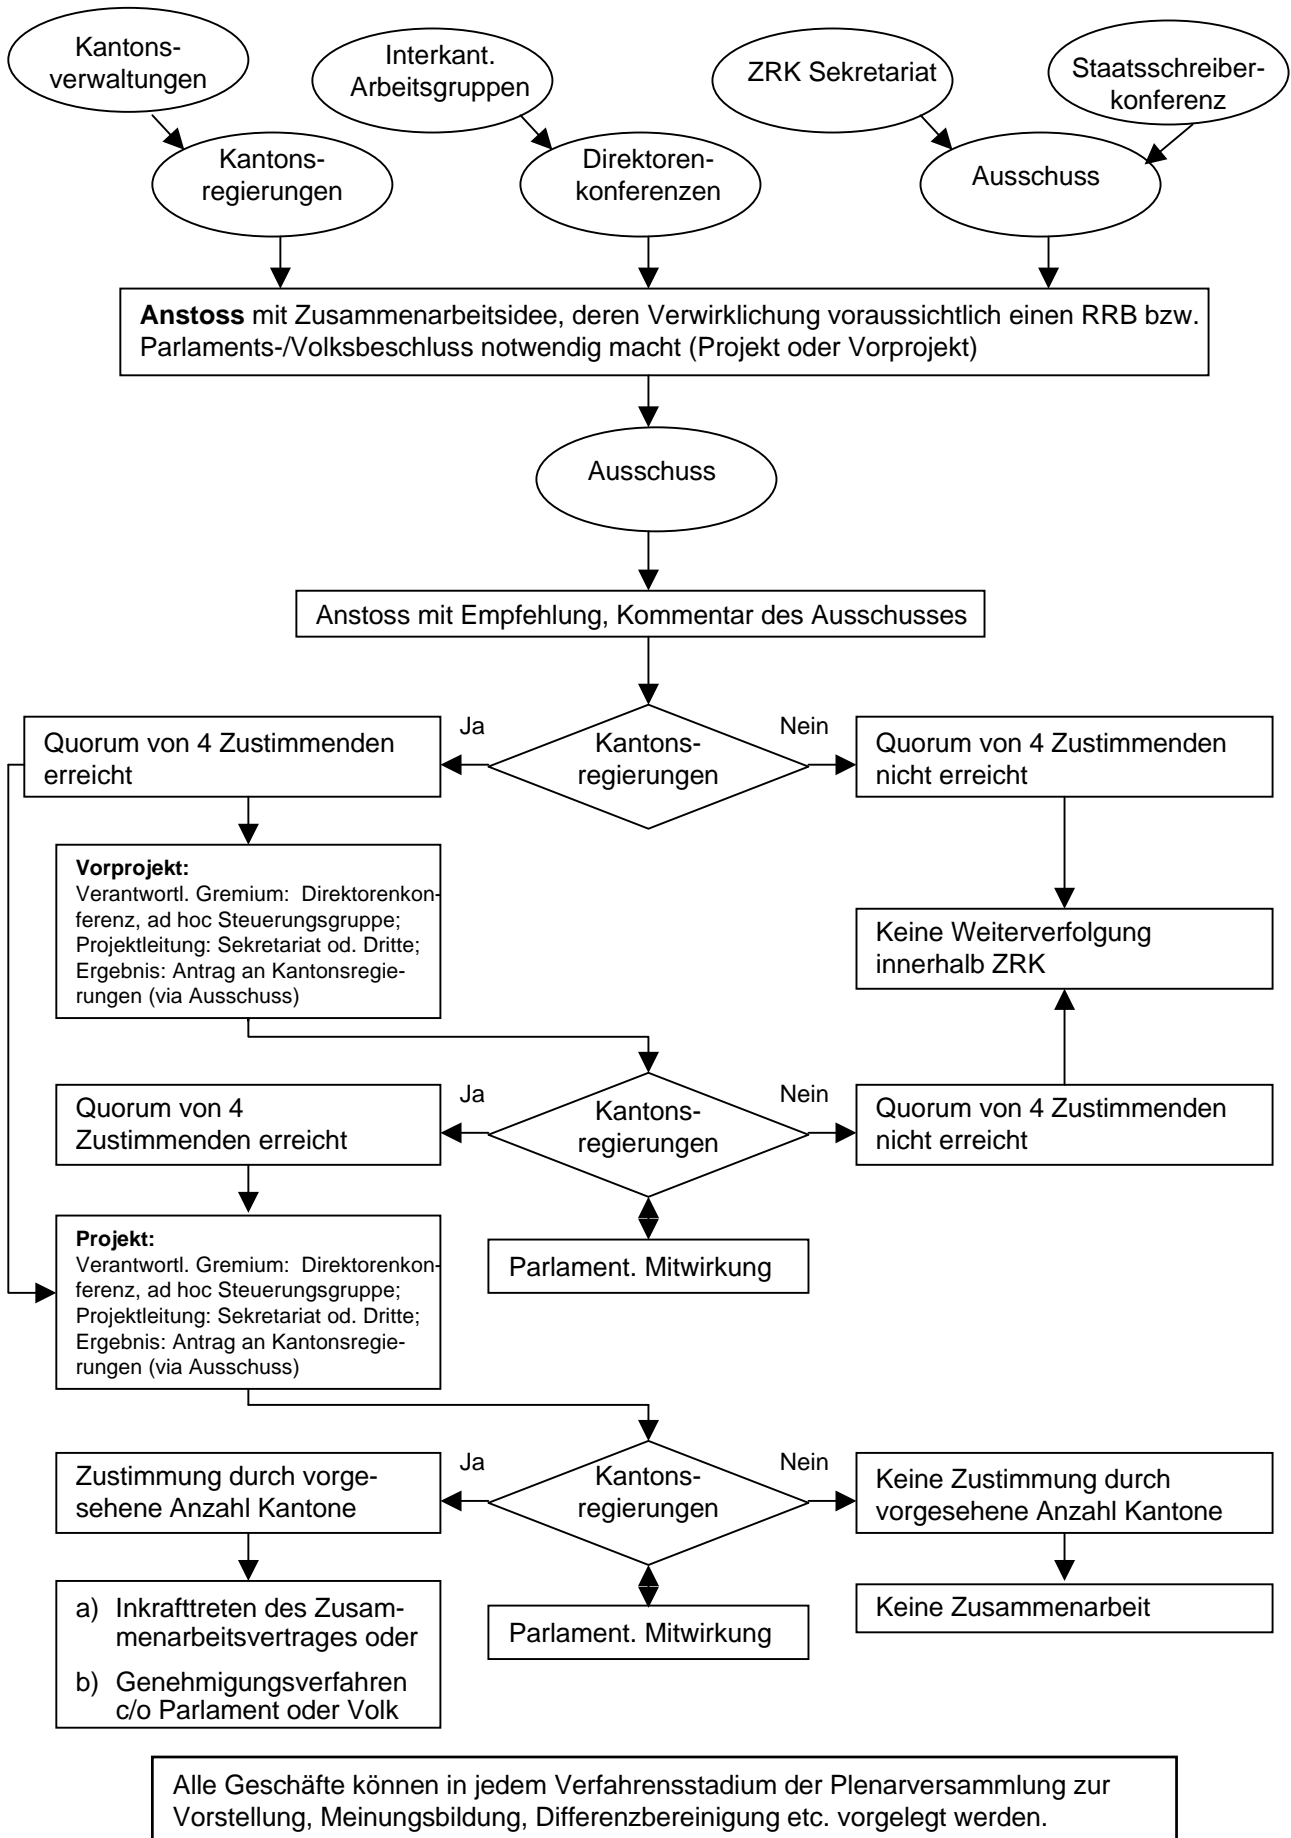 Kantons-
verwaltungen
Interkant.
Arbeitsgruppen
ZRK Sekretariat
Staatsschreiber-
konferenz
Kantons-
regierungen
Direktoren-
konferenzen
Ausschuss
Anstoss mit Zusammenarbeitsidee, deren Verwirklichung voraussichtlich einen RRB bzw.
Parlaments-/Volksbeschluss notwendig macht (Projekt oder Vorprojekt)
Ausschuss
Anstoss mit Empfehlung, Kommentar des Ausschusses
Quorum von 4 Zustimmenden
erreicht
Ja
Kantons-
regierungen
Nein
Quorum von 4 Zustimmenden
nicht erreicht
Vorprojekt:
Verantwortl. Gremium: Direktorenkon-
ferenz, ad hoc Steuerungsgruppe;
Projektleitung: Sekretariat od. Dritte;
Ergebnis: Antrag an Kantonsregie-
rungen (via Ausschuss)
Keine Weiterverfolgung
innerhalb ZRK
Quorum von 4
Zustimmenden erreicht
Ja
Kantons-
regierungen
Nein
Quorum von 4 Zustimmenden
nicht erreicht
Projekt:
Verantwortl. Gremium: Direktorenkon-
ferenz, ad hoc Steuerungsgruppe;
Projektleitung: Sekretariat od. Dritte;
Ergebnis: Antrag an Kantonsregie-
rungen (via Ausschuss)
Parlament. Mitwirkung
Zustimmung durch vorge-
sehene Anzahl Kantone
Ja
Kantons-
regierungen
Nein
Keine Zustimmung durch
vorgesehene Anzahl Kantone
a) Inkrafttreten des Zusam-
menarbeitsvertrages oder
b) Genehmigungsverfahren
c/o Parlament oder Volk
Parlament. Mitwirkung
Keine Zusammenarbeit
Alle Geschäfte können in jedem Verfahrensstadium der Plenarversammlung zur
Vorstellung, Meinungsbildung, Differenzbereinigung etc. vorgelegt werden.